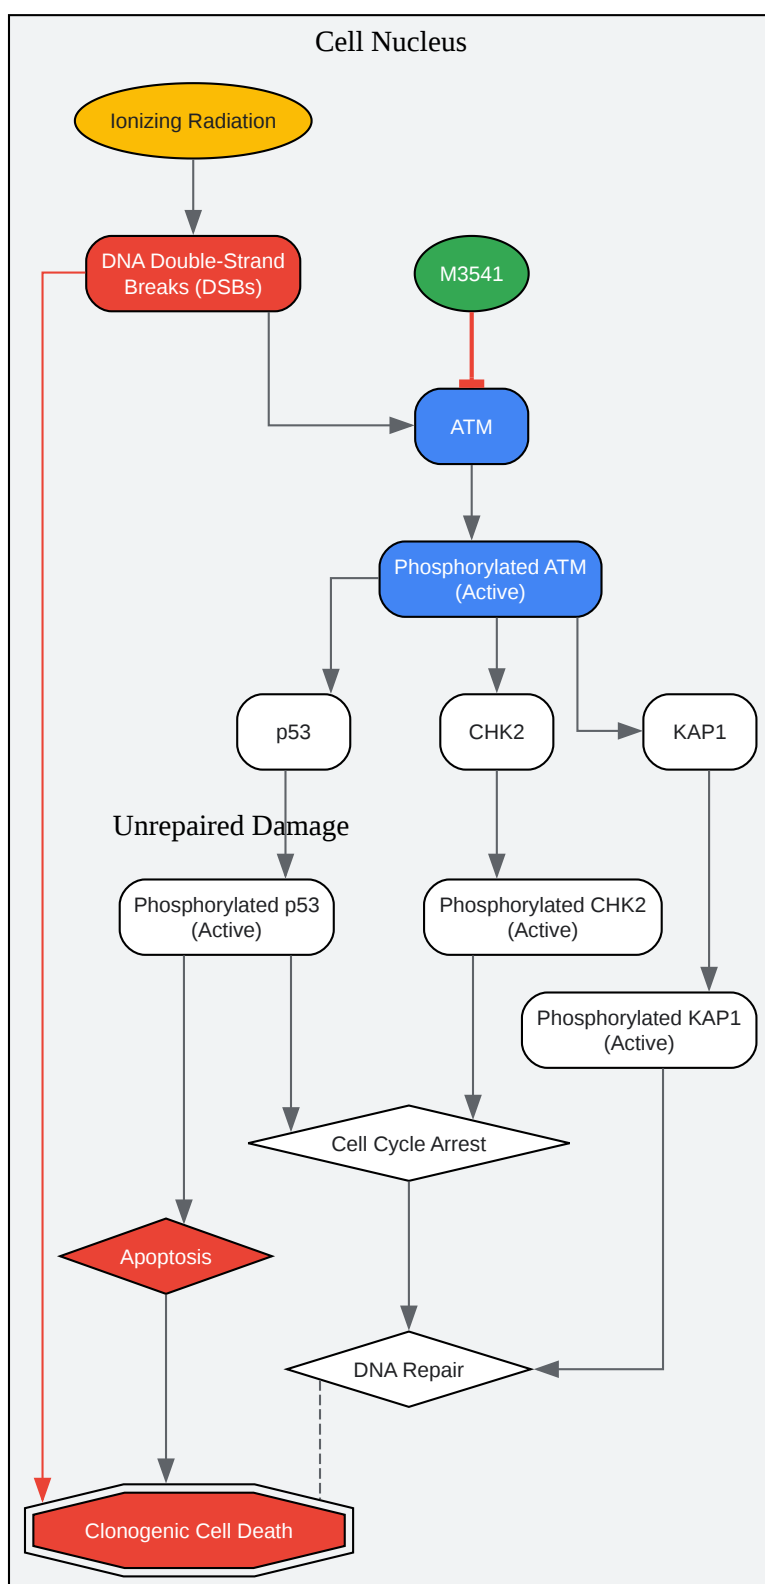 Cell Nucleus
Ionizing Radiation
DNA Double-Strand
Breaks (DSBs)
M3541
ATM
Phosphorylated ATM
(Active)
p53
CHK2
KAP1
Unrepaired Damage
Phosphorylated p53
(Active)
Phosphorylated CHK2
(Active)
Phosphorylated KAP1
(Active)
Cell Cycle Arrest
Apoptosis
DNA Repair
Clonogenic Cell Death